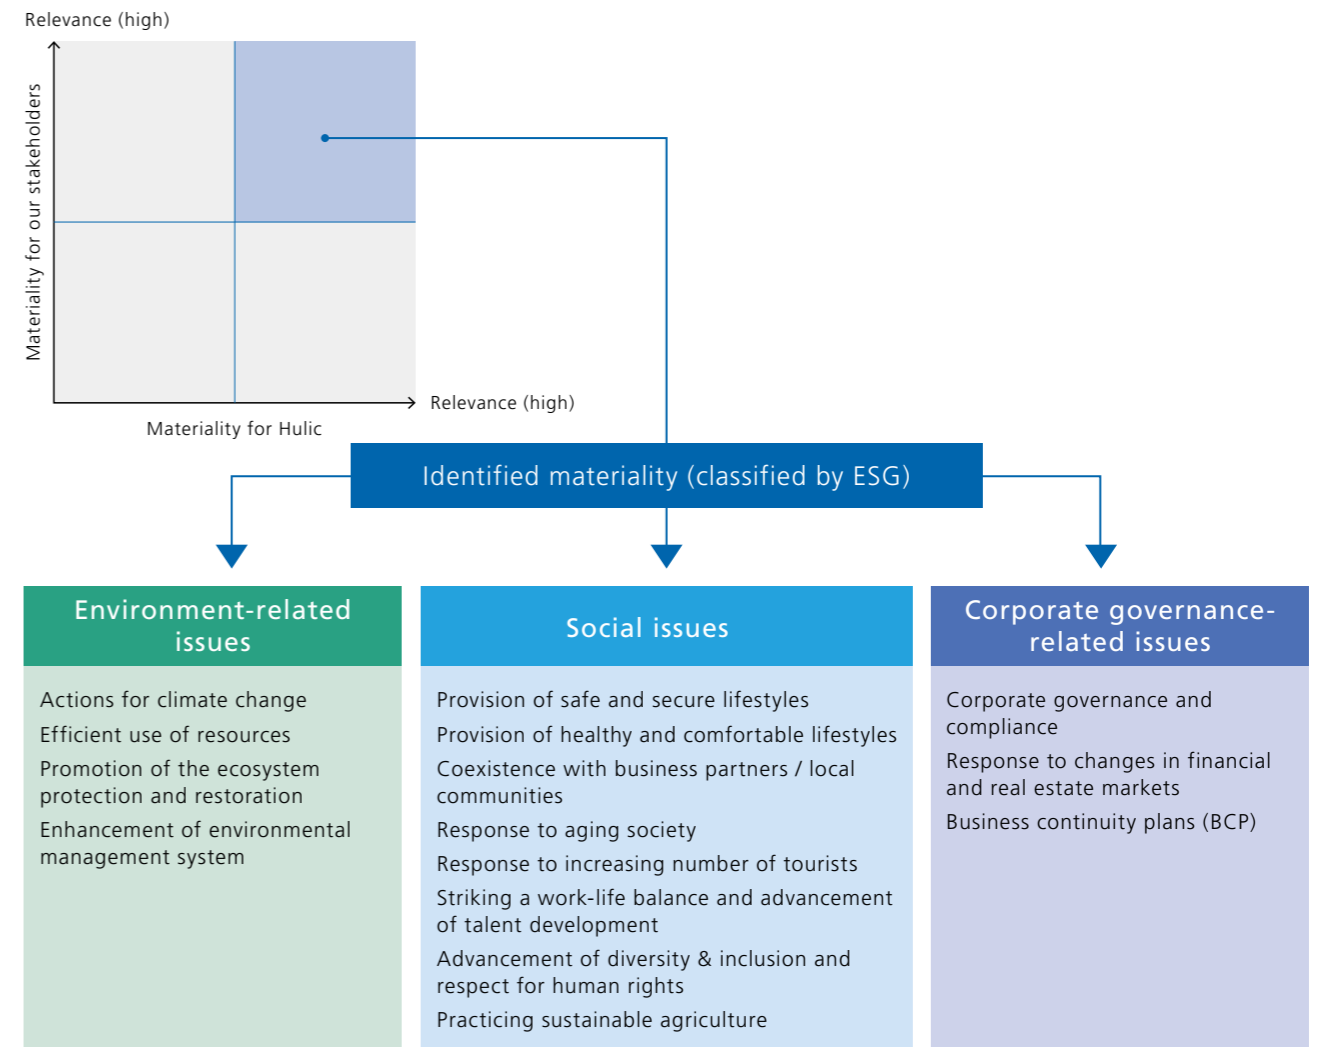 Relevance (high)
Materiality for our stakeholders
Relevance (high)
Materiality for Hulic
Identified materiality (classified by ESG)
Environment-related
issues
Actions for climate change
Efficient use of resources
Promotion of the ecosystem
protection and restoration
Enhancement of environmental
management system
Social issues
Provision of safe and secure lifestyles
Provision of healthy and comfortable lifestyles
Coexistence with business partners / local
communities
Response to aging society
Response to increasing number of tourists
Striking a work-life balance and advancement
of talent development
Advancement of diversity & inclusion and
respect for human rights
Practicing sustainable agriculture
Corporate governance-
related issues
Corporate governance and
compliance
Response to changes in financial
and real estate markets
Business continuity plans (BCP)